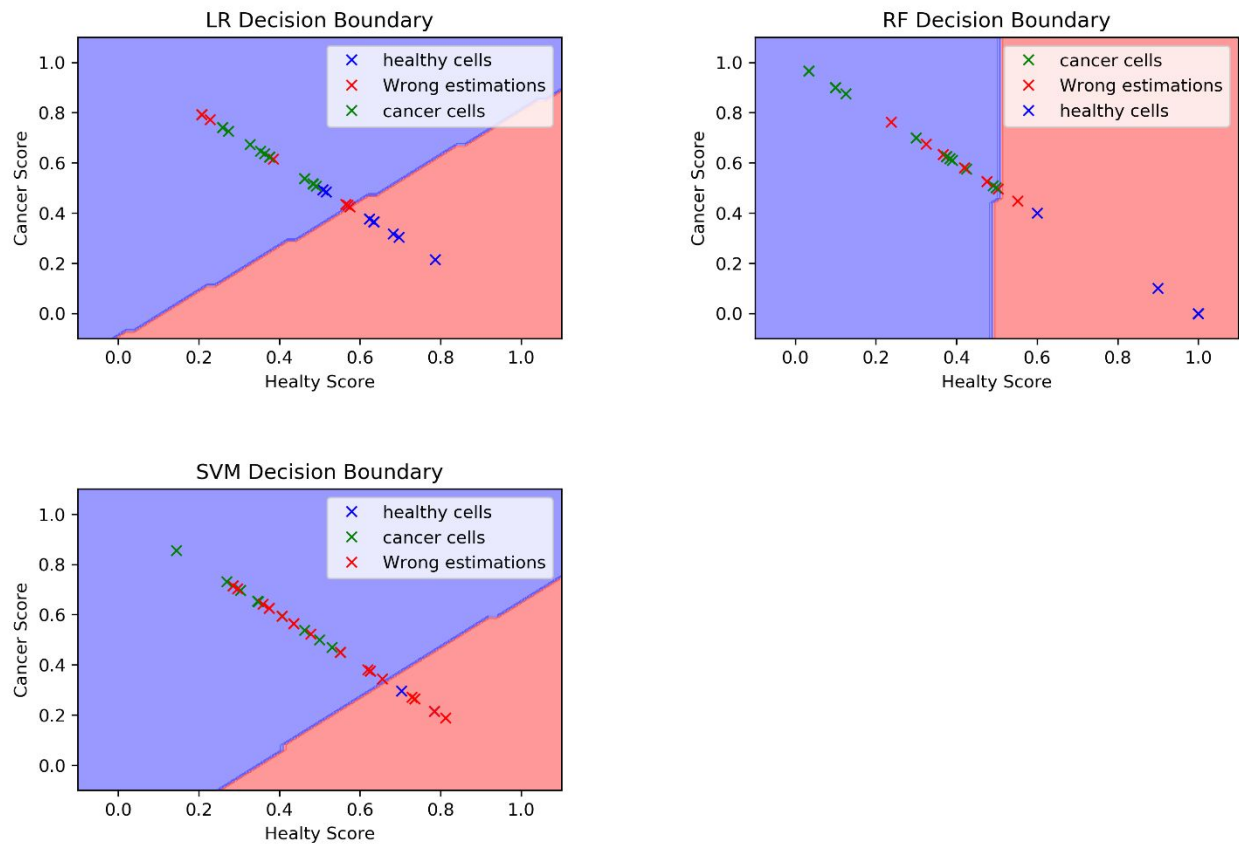 LR Decision Boundary
healthy cells
Wrong estimations
cancer cells
1.0
0.8
0.6
0.4
0.2
0.0
Cancer Score
0.0 0.2 0.4 0.6 0.8 1.0
Healty Score
RF Decision Boundary
cancer cells
Wrong estimations
healthy cells
1.0
0.8
0.6
0.4
0.2
0.0
Cancer Score
0.0 0.2 0.4 0.6 0.8 1.0
Healty Score
SVM Decision Boundary
healthy cells
cancer cells
Wrong estimations
1.0
0.8
0.6
0.4
0.2
0.0
Cancer Score
0.0 0.2 0.4 0.6 0.8 1.0
Healty Score